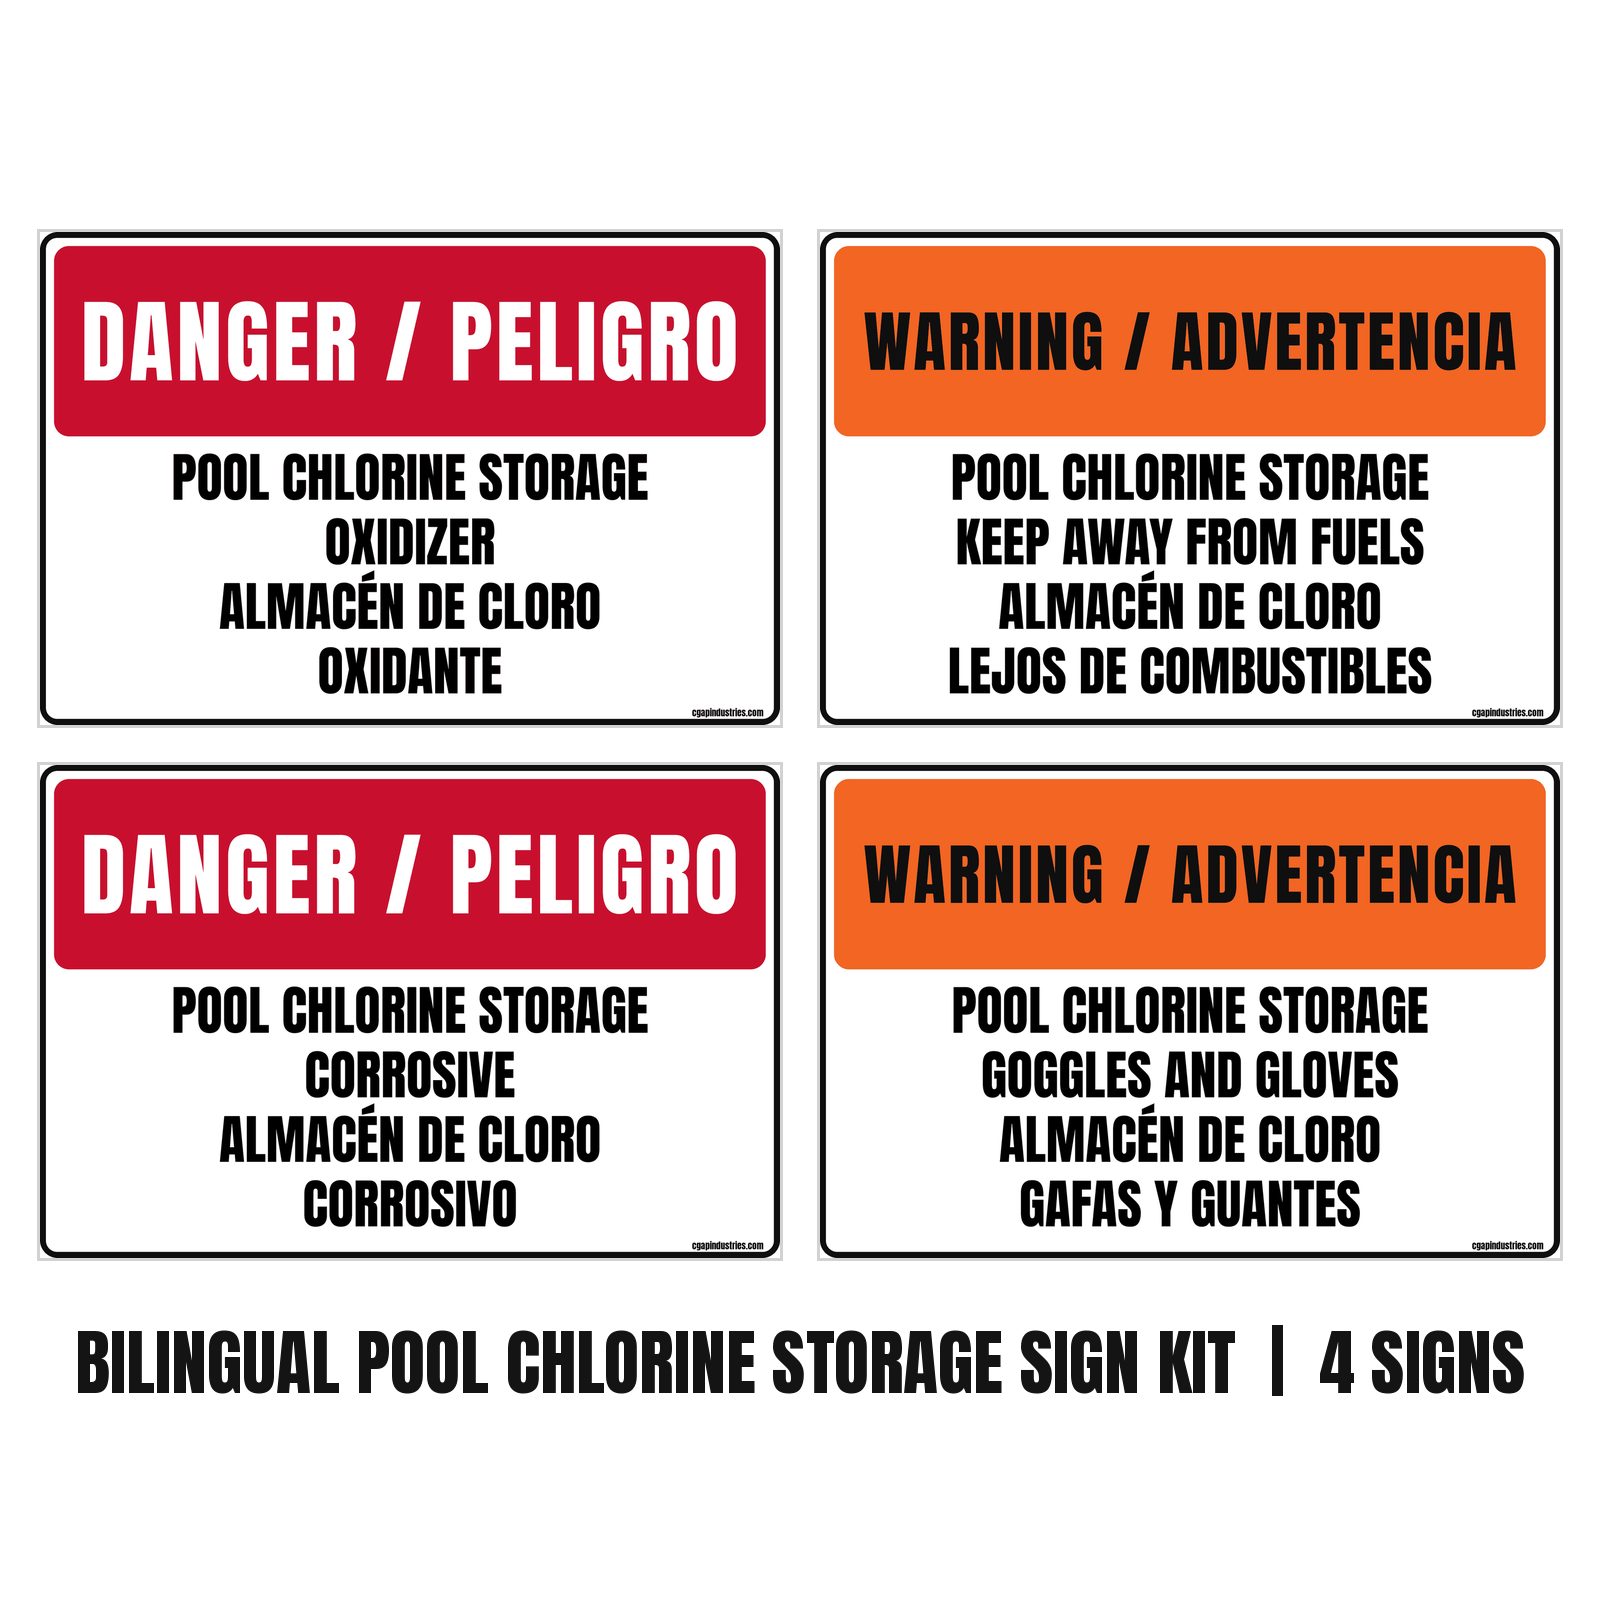 DANGER / PELIGRO
POOL CHLORINE STORAGE
OXIDIZER
ALMACÉN DE CLORO
OXIDANTE
cgapindustries.com
WARNING / ADVERTENCIA
POOL CHLORINE STORAGE
KEEP AWAY FROM FUELS
ALMACÉN DE CLORO
LEJOS DE COMBUSTIBLES
cgapindustries.com
DANGER / PELIGRO
POOL CHLORINE STORAGE
CORROSIVE
ALMACÉN DE CLORO
CORROSIVO
cgapindustries.com
WARNING / ADVERTENCIA
POOL CHLORINE STORAGE
GOGGLES AND GLOVES
ALMACÉN DE CLORO
GAFAS Y GUANTES
cgapindustries.com
BILINGUAL POOL CHLORINE STORAGE SIGN KIT | 4 SIGNS